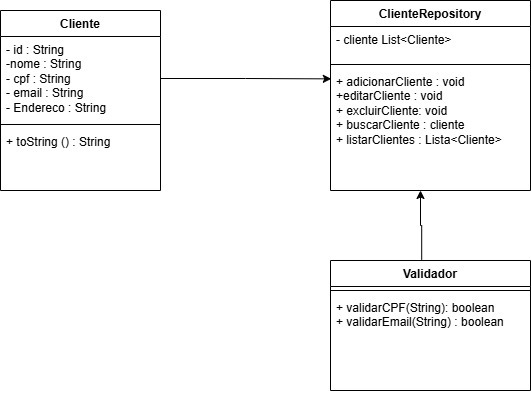 Cliente
- id : String
-nome : String
- cpf : String
- email : String
- Endereco : String
+ toString () : String
ClienteRepository
- cliente List<Cliente>
+ adicionarCliente : void
+editarCliente : void
+ excluirCliente: void
+ buscarCliente : cliente
+ listarClientes : Lista<Cliente>
Validador
+ validarCPF(String): boolean
+ validarEmail(String) : boolean